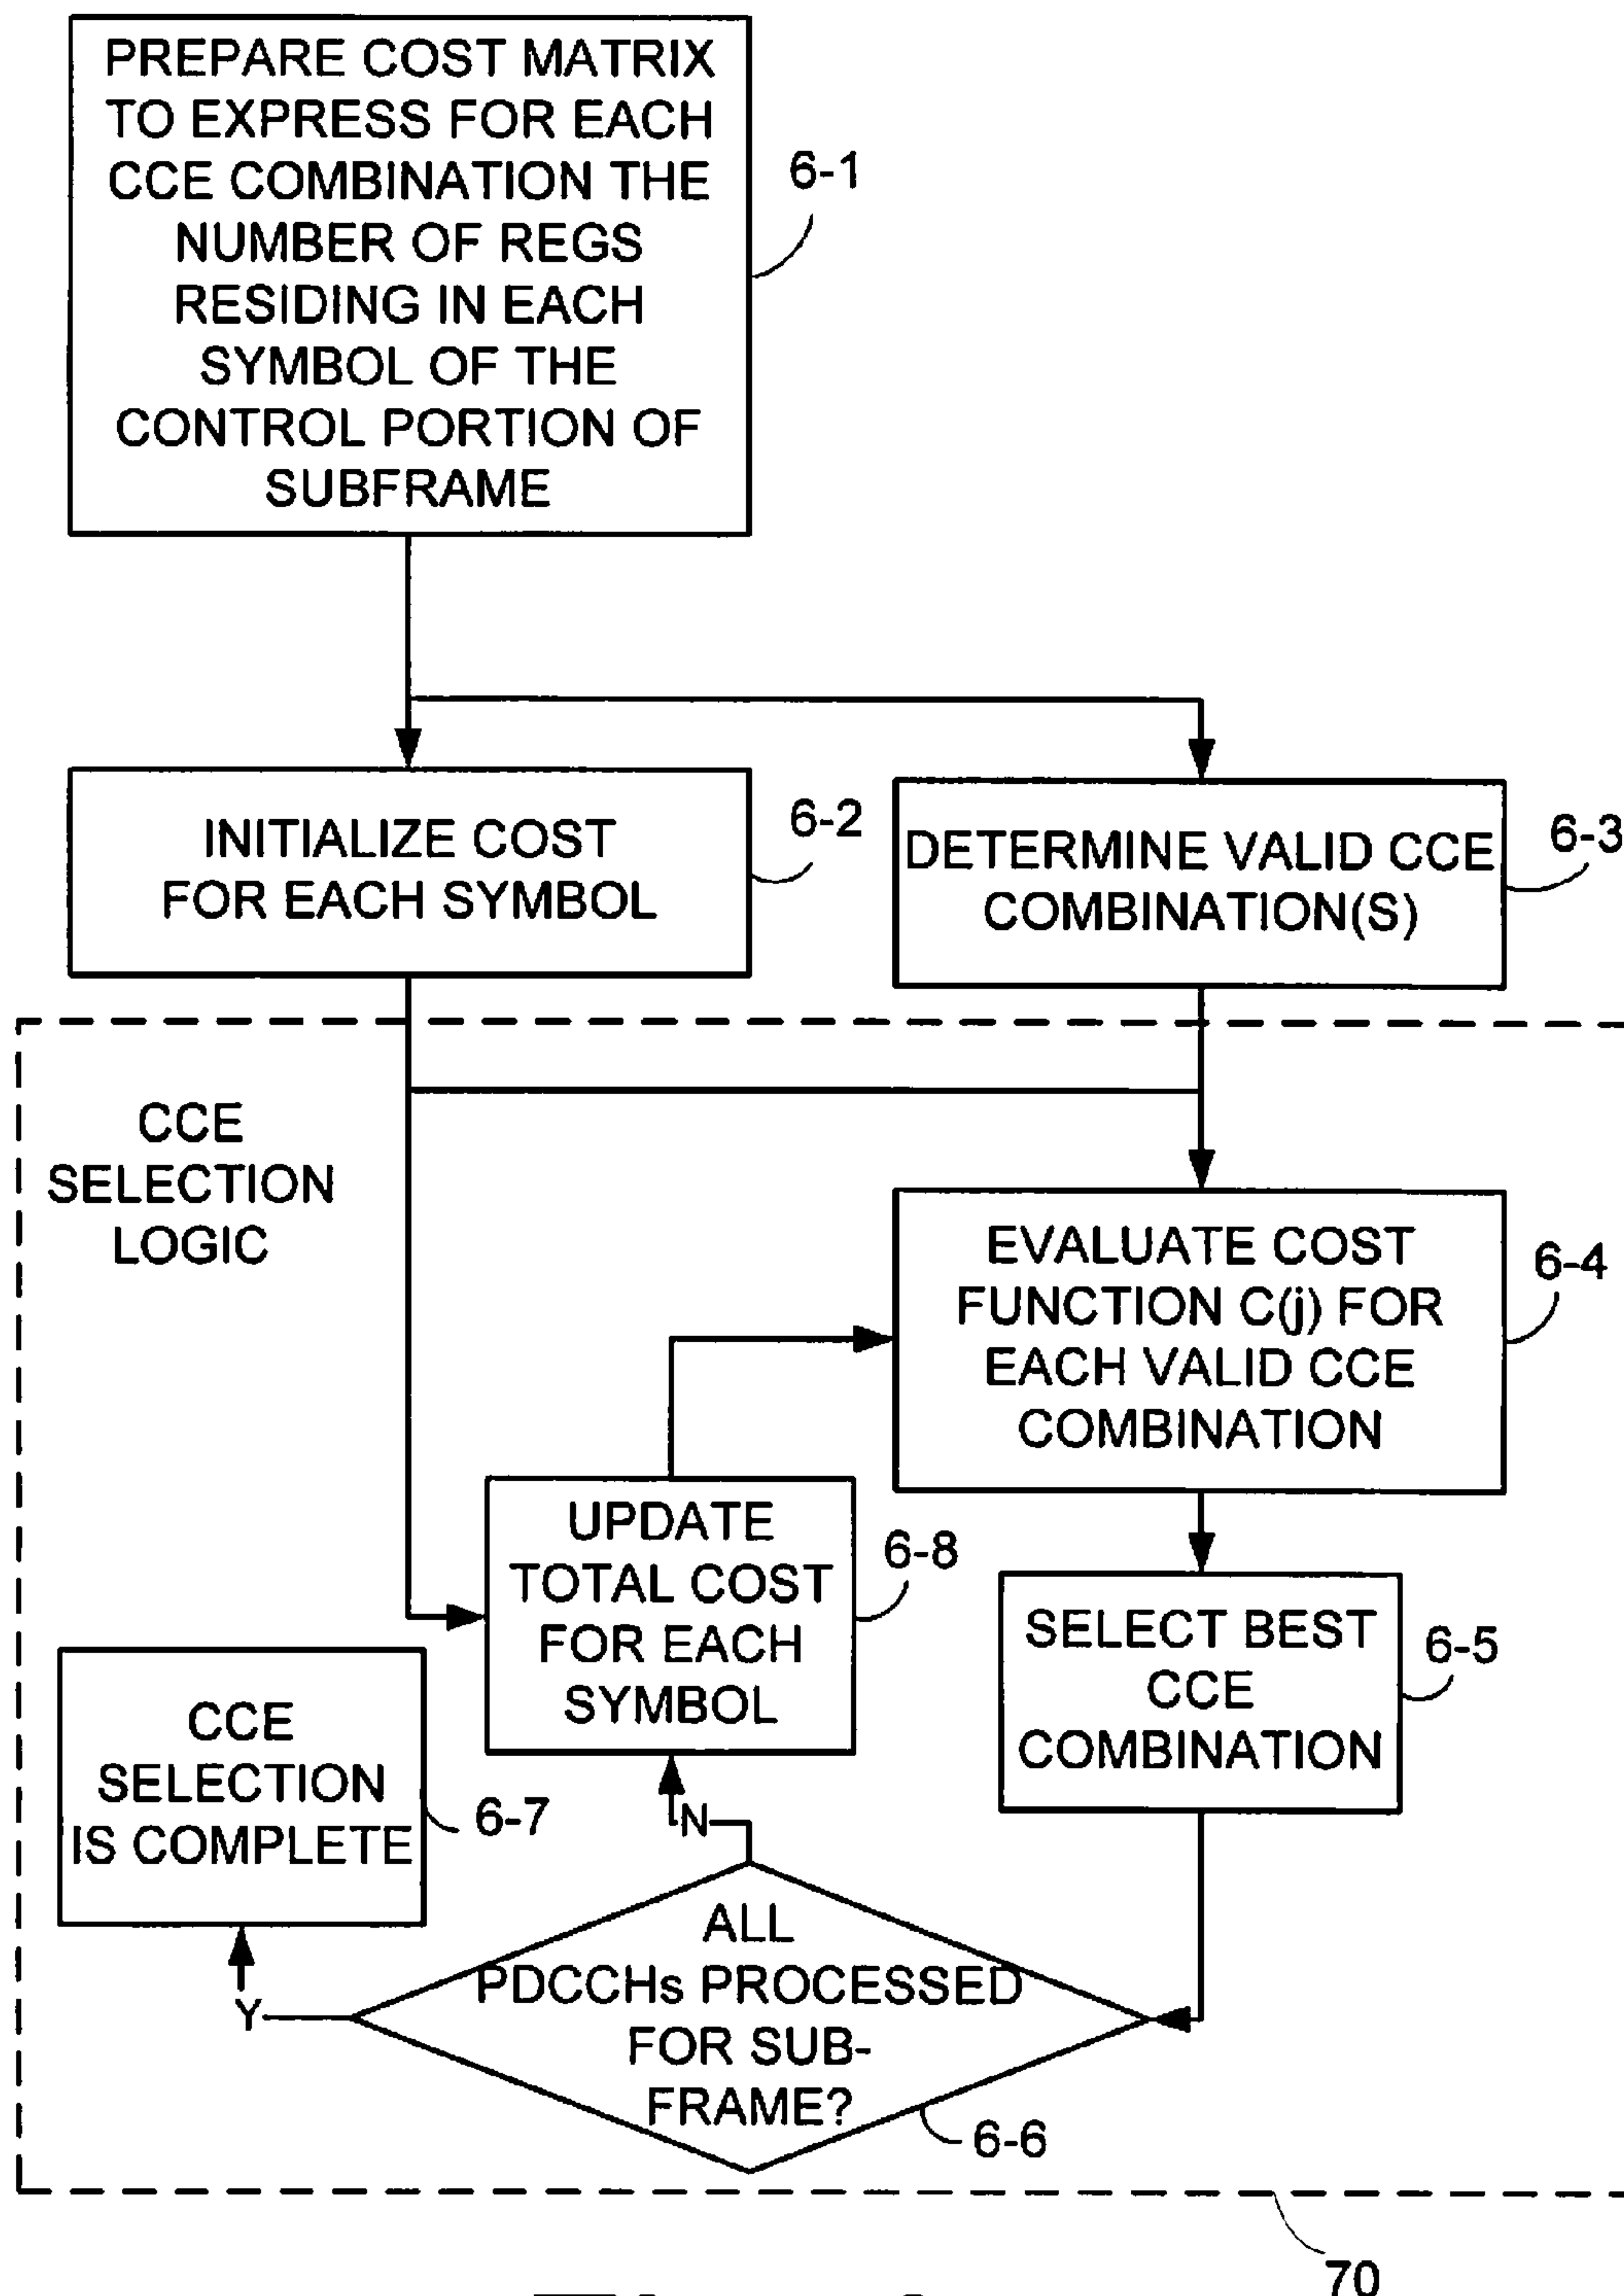 PREPARE COST MATRIX
TO EXPRESS FOR EACH
CCE COMBINATION THE
NUMBER OF REGS
RESIDING IN EACH
SYMBOL OF THE
CONTROL PORTION OF
SUBFRAME
6-1
INITIALIZE COST
FOR EACH SYMBOL
6-2
DETERMINE VALID CCE
COMBINATION(S)
6-3
CCE
SELECTION
LOGIC
EVALUATE COST
FUNCTION C(j) FOR
EACH VALID CCE
COMBINATION
6-4
UPDATE
TOTAL COST
FOR EACH
SYMBOL
6-8
SELECT BEST
CCE
COMBINATION
6-5
CCE
SELECTION
IS COMPLETE
6-7
N
ALL
PDCCHs PROCESSED
FOR SUB-
FRAME?
Y
6-6
70